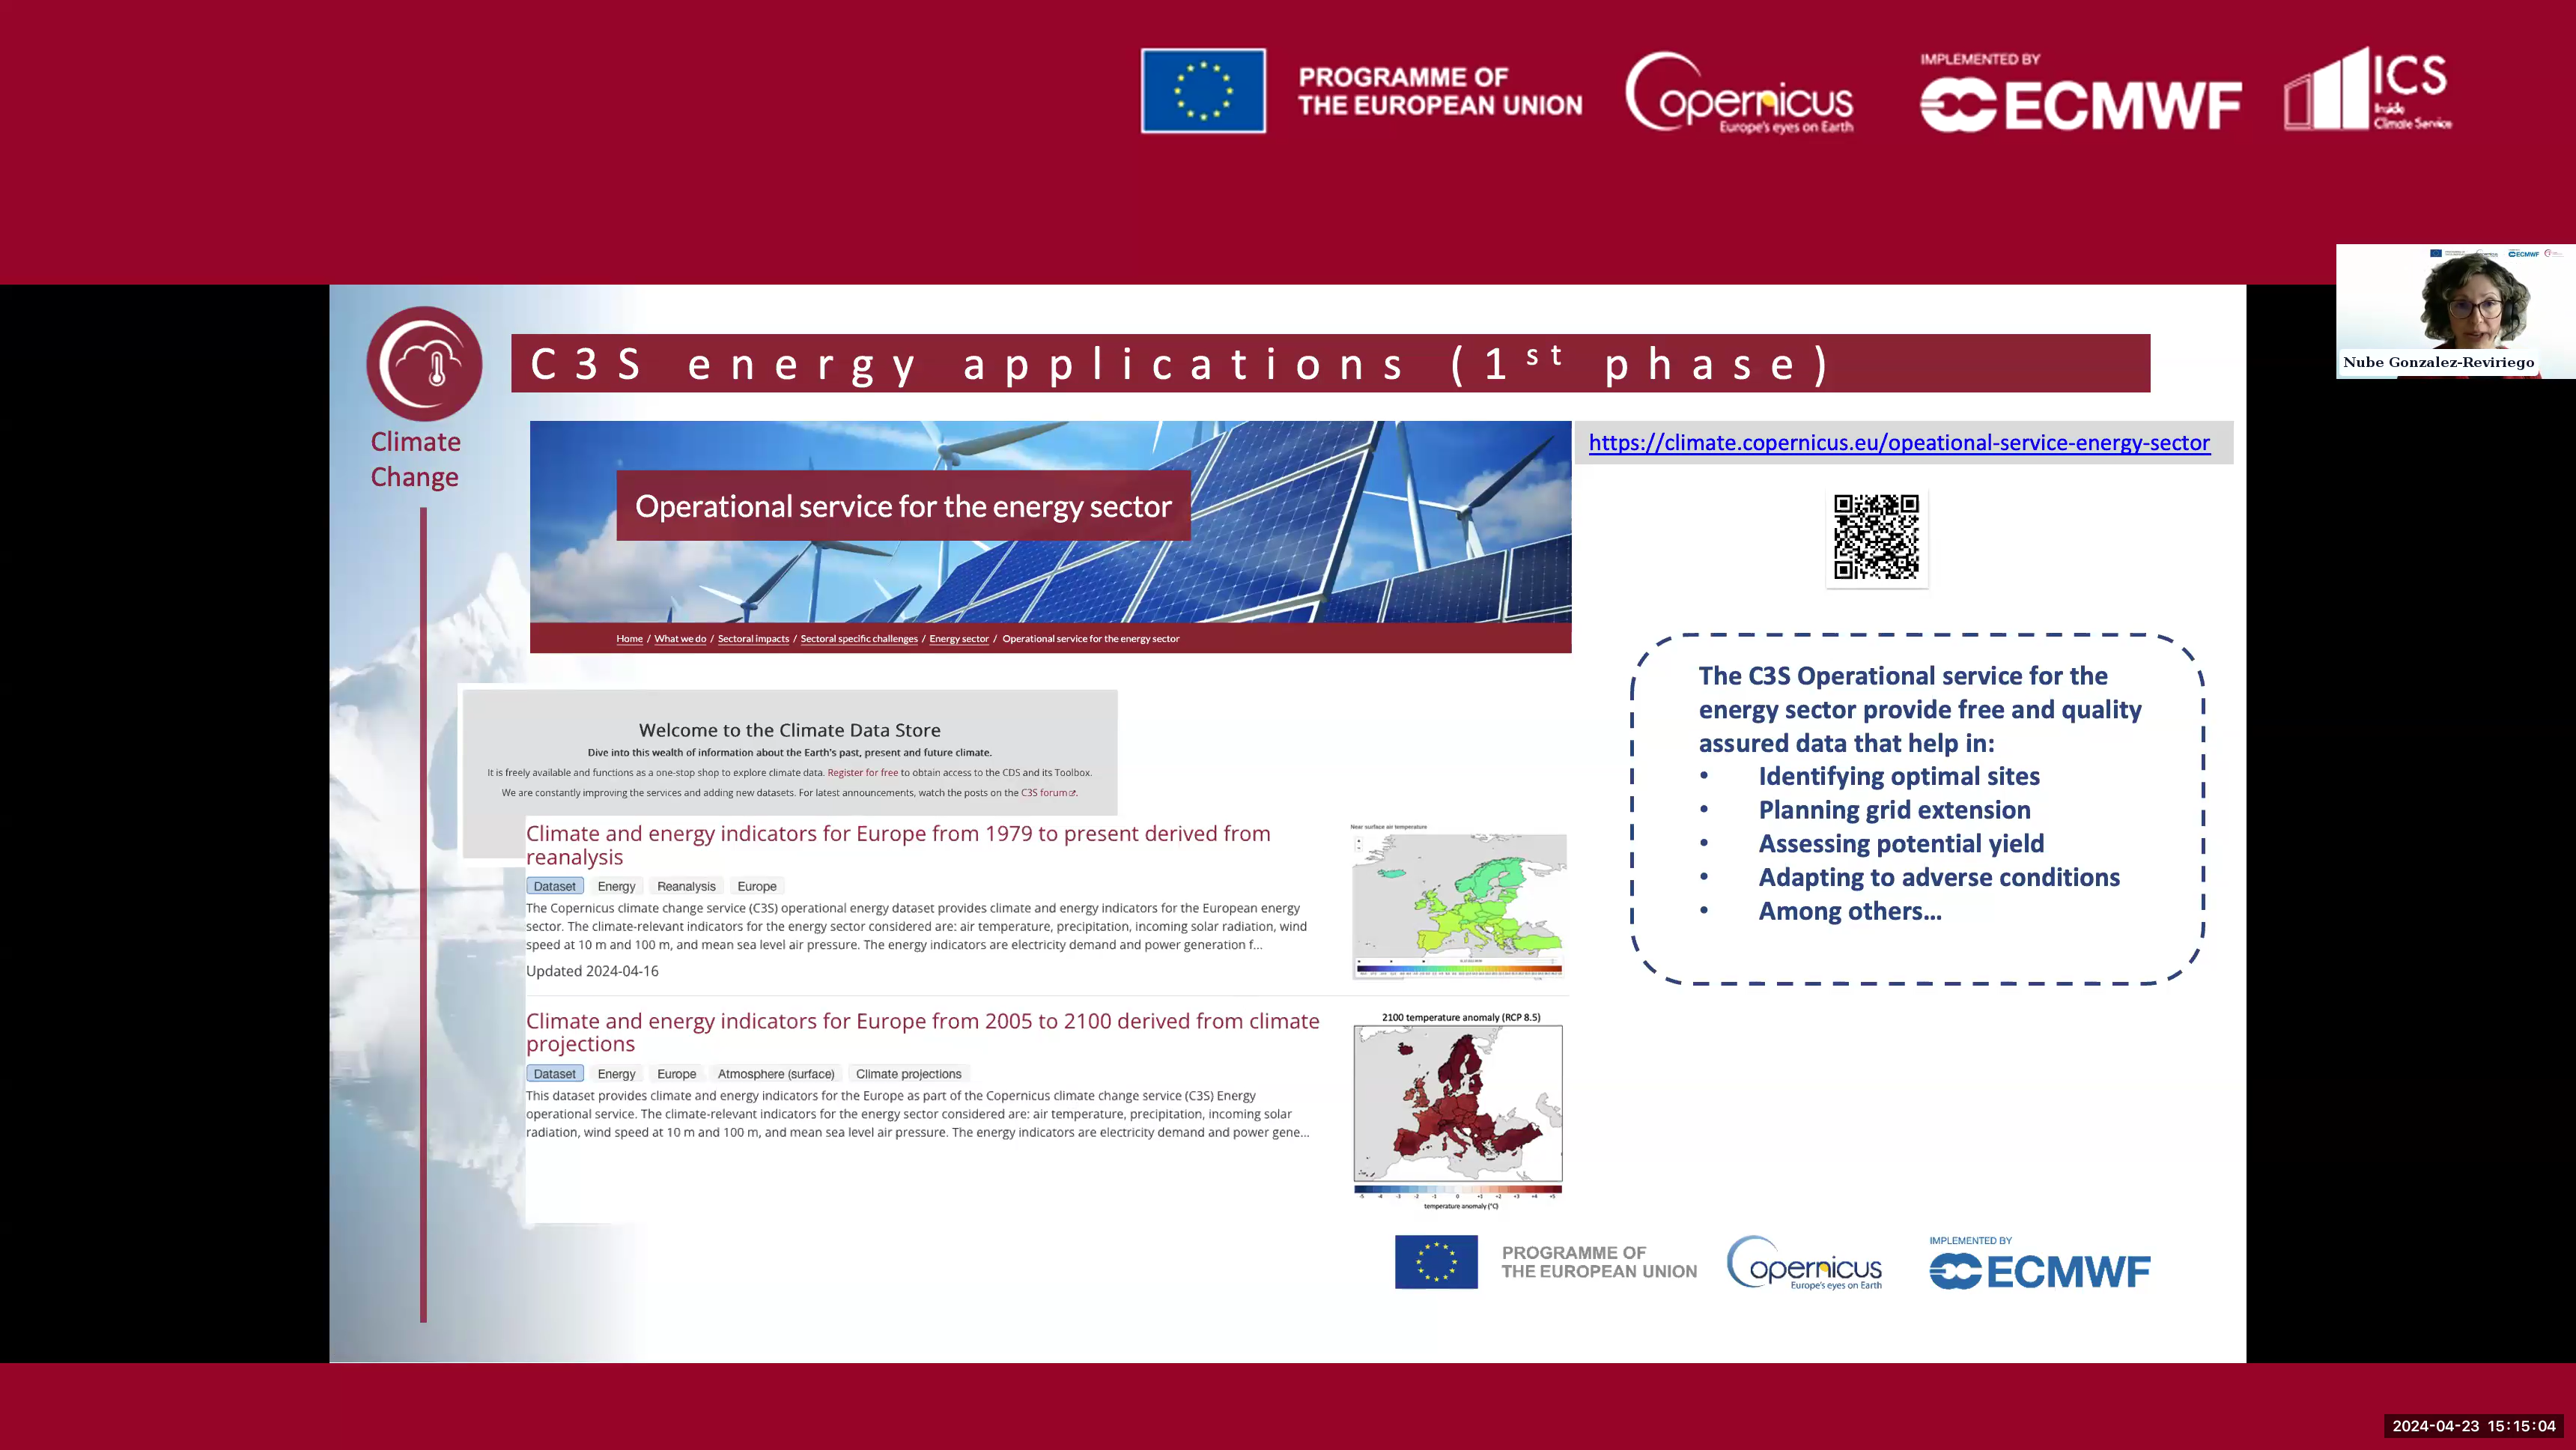 PROGRAMME OF
THE EUROPEAN UNION
Copernicus
Europe's eyes on Earth
IMPLEMENTED BY
ECMWF
ICS
Inside
Climate Service
ECMWF
Nube Gonzalez-Reviriego
C3S energy applications (1st phase)
Climate
Change
https://climate.copernicus.eu/opeational-service-energy-sector
Operational service for the energy sector
Home / What we do / Sectoral impacts / Sectoral specific challenges / Energy sector / Operational service for the energy sector
Welcome to the Climate Data Store
Dive into this wealth of information about the Earth's past, present and future climate.
It is freely available and functions as a one-stop shop to explore climate data. Register for free to obtain access to the CDS and its Toolbox.
We are constantly improving the services and adding new datasets. For latest announcements, watch the posts on the C3S forum.
Climate and energy indicators for Europe from 1979 to present derived from
reanalysis
Dataset Energy Reanalysis Europe
The Copernicus climate change service (C3S) operational energy dataset provides climate and energy indicators for the European energy
sector. The climate-relevant indicators for the energy sector considered are: air temperature, precipitation, incoming solar radiation, wind
speed at 10 m and 100 m, and mean sea level air pressure. The energy indicators are electricity demand and power generation f...
Updated 2024-04-16
Near surface air temperature
Climate and energy indicators for Europe from 2005 to 2100 derived from climate
projections
Dataset Energy Europe Atmosphere (surface) Climate projections
This dataset provides climate and energy indicators for the Europe as part of the Copernicus climate change service (C3S) Energy
operational service. The climate-relevant indicators for the energy sector considered are: air temperature, precipitation, incoming solar
radiation, wind speed at 10 m and 100 m, and mean sea level air pressure. The energy indicators are electricity demand and power gene...
2100 temperature anomaly (RCP 8.5)
-5 -4 -3 -2 -1 0 +1 +2 +3 +4 +5
temperature anomaly (°C)
The C3S Operational service for the
energy sector provide free and quality
assured data that help in:
• Identifying optimal sites
• Planning grid extension
• Assessing potential yield
• Adapting to adverse conditions
• Among others...
PROGRAMME OF
THE EUROPEAN UNION
Copernicus
Europe's eyes on Earth
IMPLEMENTED BY
ECMWF
2024-04-23 15:15:04